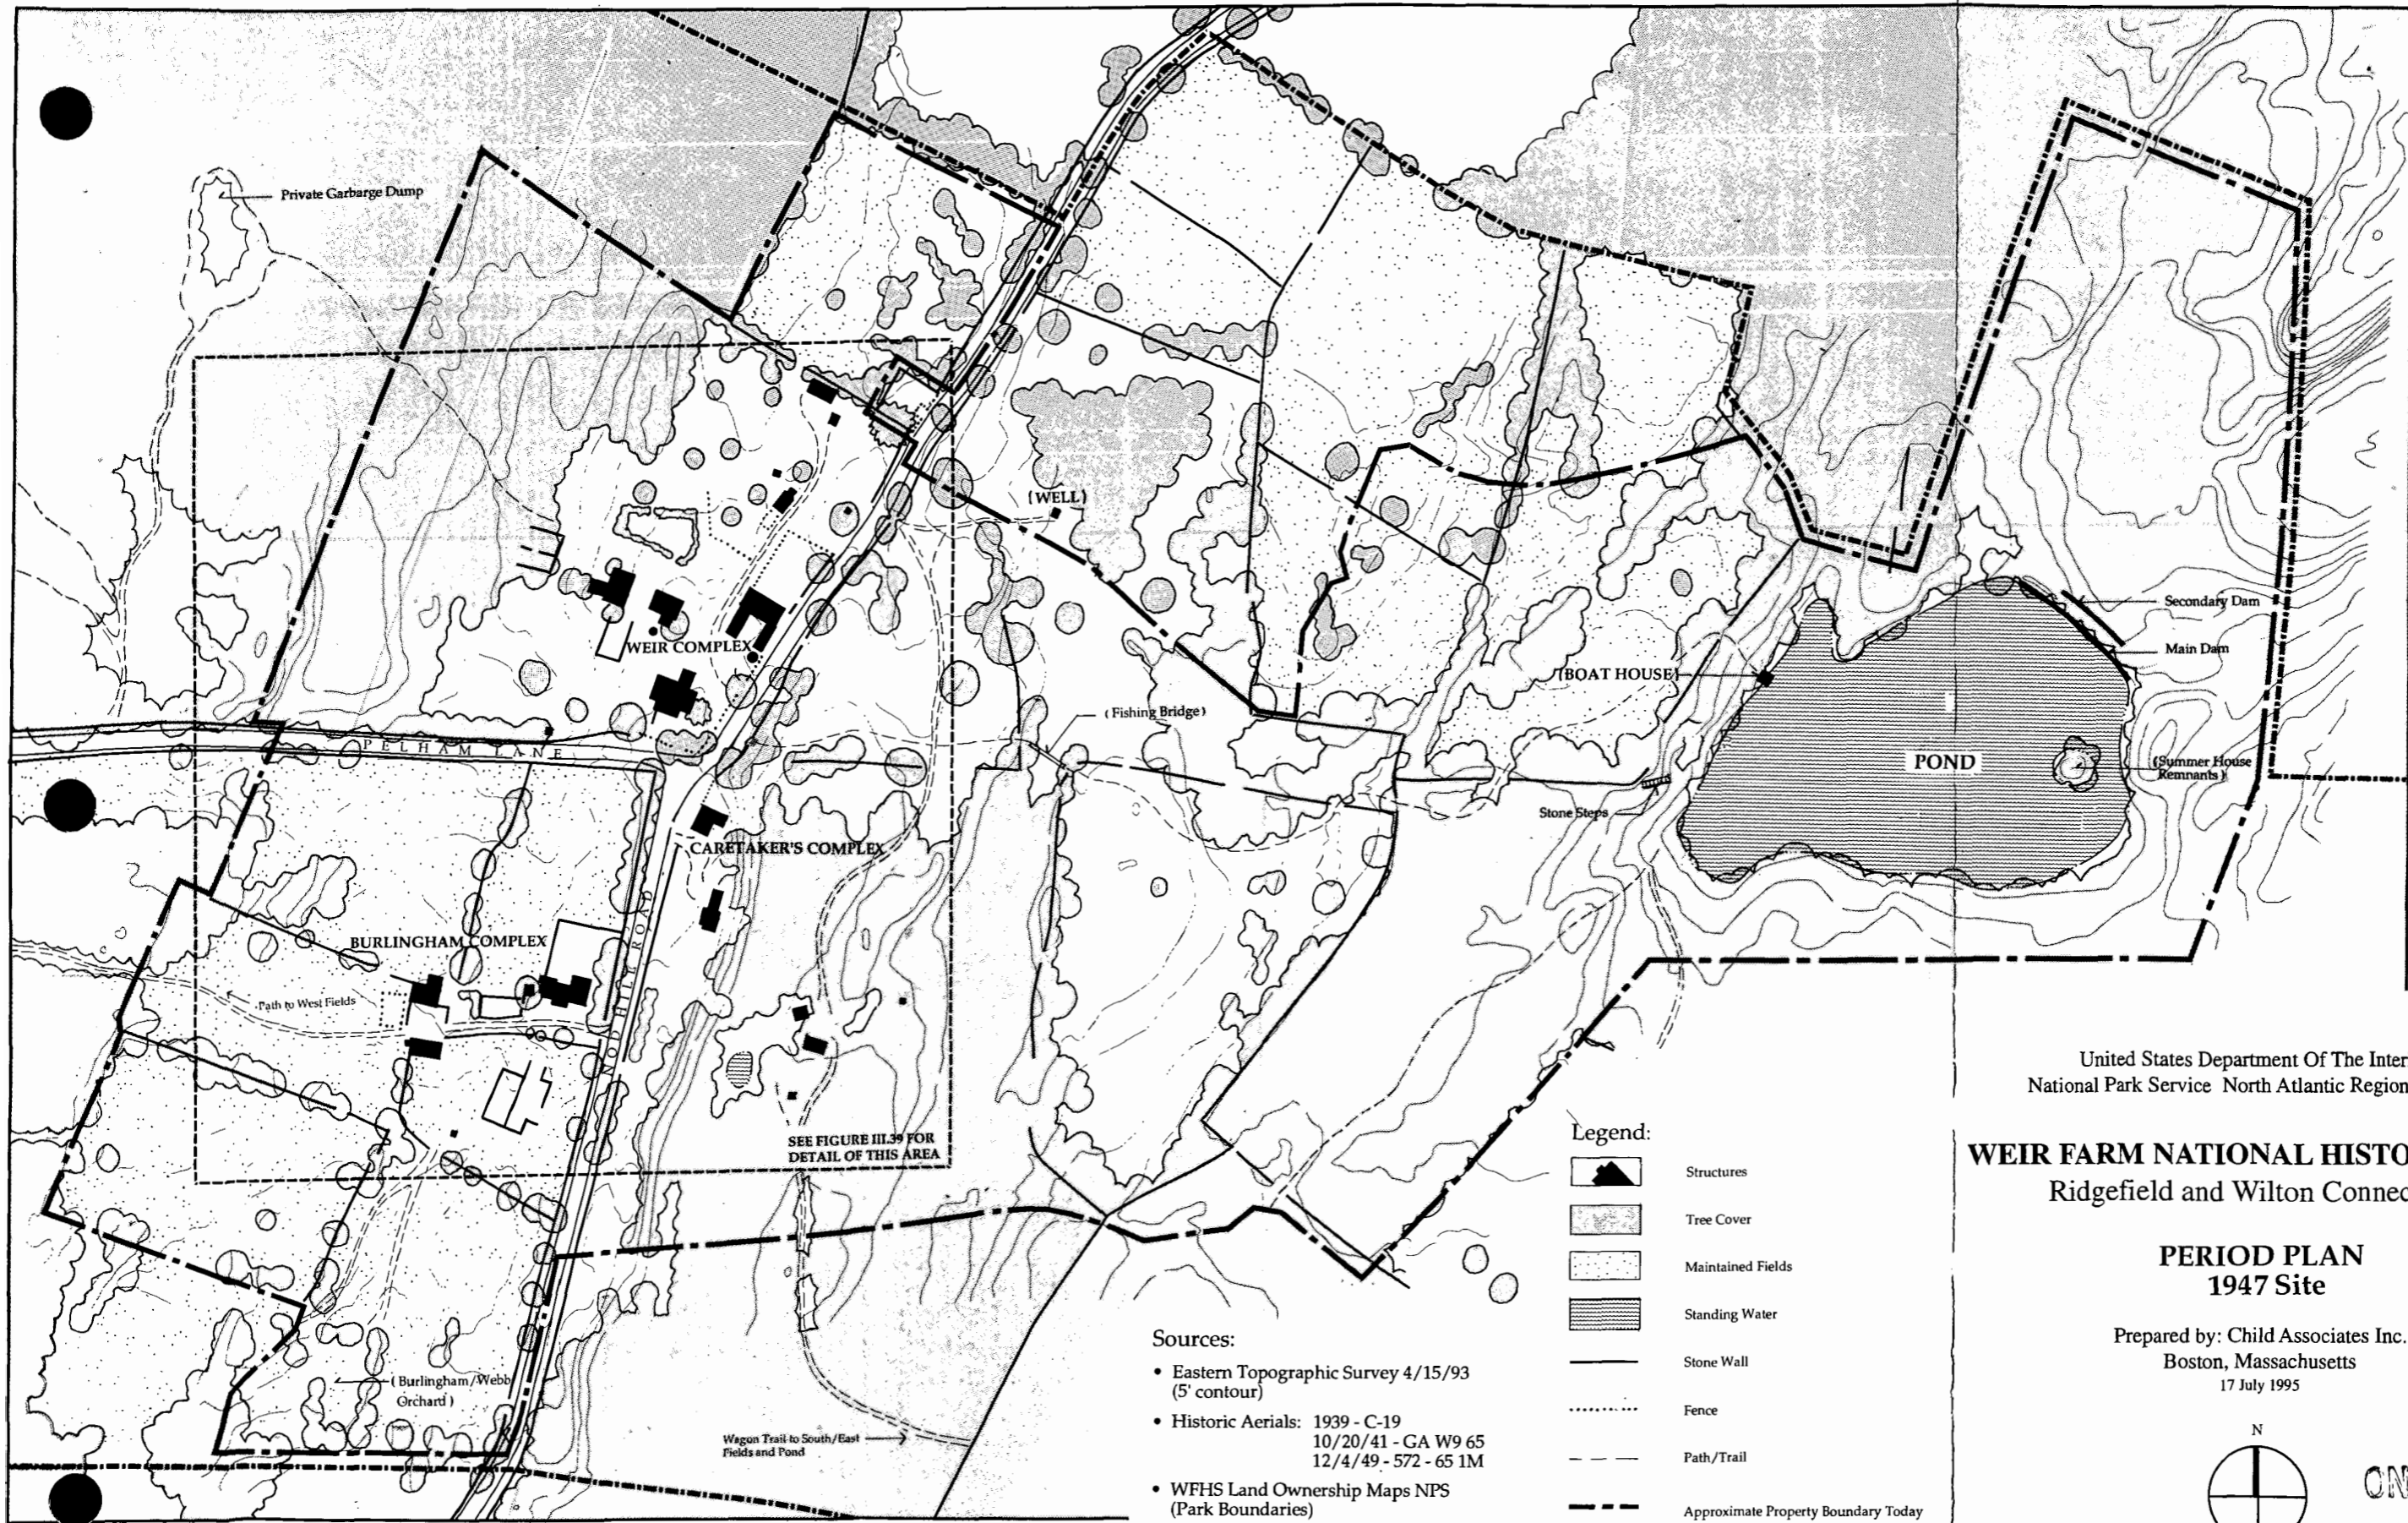 Private Garbarge Dump
(WELL)
WEIR COMPLEX
(BOAT HOUSE)
Secondary Dam
Main Dam
(Fishing Bridge)
PELHAM LANE
POND
(Summer House
Remnants)
Stone Steps
CARETAKER'S COMPLEX
BURLINGHAM COMPLEX
NOD HILL ROAD
Path to West Fields
SEE FIGURE III.39 FOR
DETAIL OF THIS AREA
(Burlingham/Webb
Orchard)
Wagon Trail to South/East
Fields and Pond
Sources:
• Eastern Topographic Survey 4/15/93
(5' contour)
• Historic Aerials: 1939 - C-19
10/20/41 - GA W9 65
12/4/49 - 572 - 65 1M
• WFHS Land Ownership Maps NPS
(Park Boundaries)
Legend:
Structures
Tree Cover
Maintained Fields
Standing Water
Stone Wall
Fence
Path/Trail
Approximate Property Boundary Today
United States Department Of The Inter
National Park Service North Atlantic Region
WEIR FARM NATIONAL HISTO
Ridgefield and Wilton Connec
PERIOD PLAN
1947 Site
Prepared by: Child Associates Inc.
Boston, Massachusetts
17 July 1995
N
ON